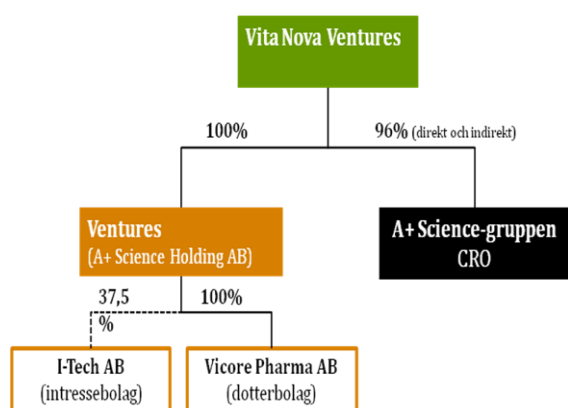 Vita Nova Ventures
100%
96% (direkt och indirekt)
Ventures
(A+ Science Holding AB)
A+ Science-gruppen
CRO
37,5
%
100%
I-Tech AB
(intressebolag)
Vicore Pharma AB
(dotterbolag)